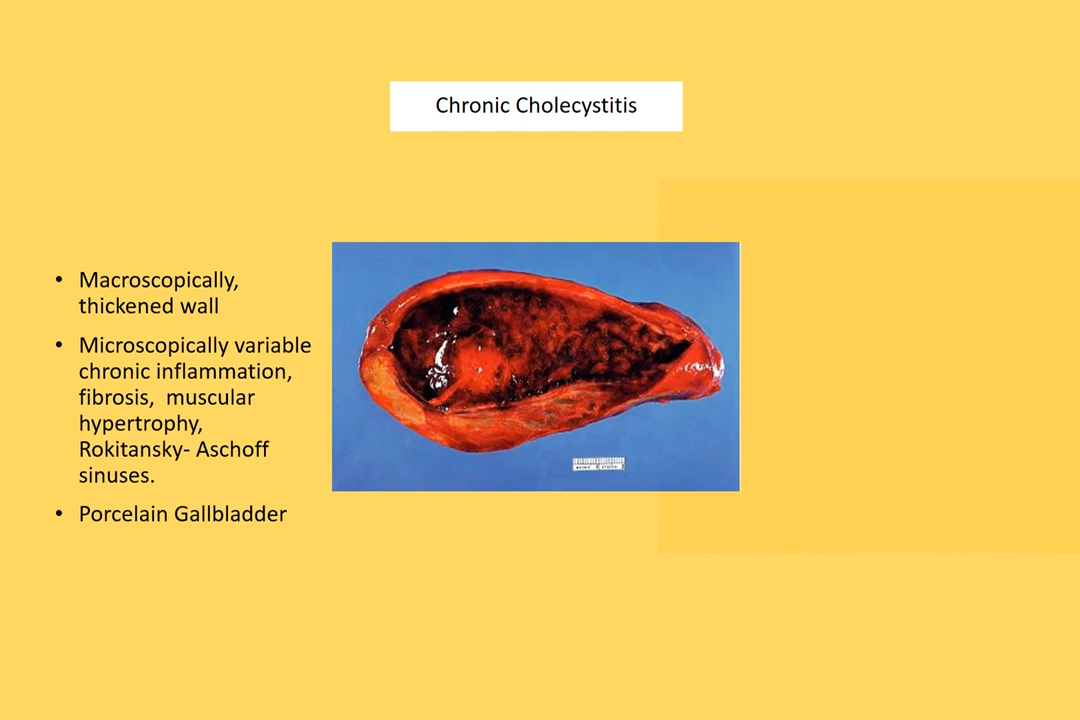 Chronic Cholecystitis
• Macroscopically,
thickened wall
• Microscopically variable
chronic inflammation,
fibrosis, muscular
hypertrophy,
Rokitansky- Aschoff
sinuses.
• Porcelain Gallbladder